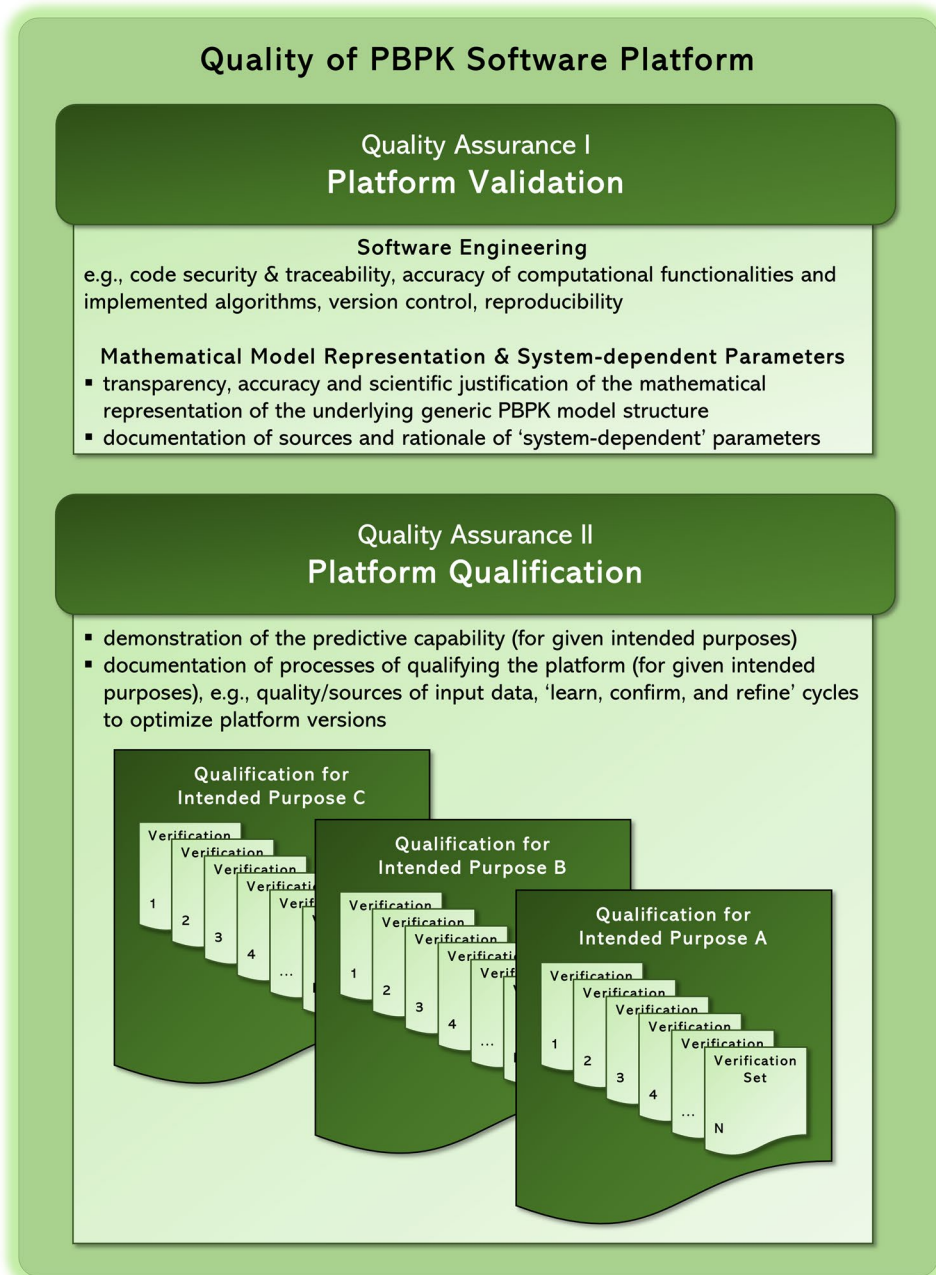 Quality of PBPK Software Platform
Quality Assurance I
Platform Validation
Software Engineering
e.g., code security & traceability, accuracy of computational functionalities and
implemented algorithms, version control, reproducibility
Mathematical Model Representation & System-dependent Parameters
▪ transparency, accuracy and scientific justification of the mathematical
representation of the underlying generic PBPK model structure
▪ documentation of sources and rationale of ‘system-dependent’ parameters
Quality Assurance II
Platform Qualification
▪ demonstration of the predictive capability (for given intended purposes)
▪ documentation of processes of qualifying the platform (for given intended
purposes), e.g., quality/sources of input data, ‘learn, confirm, and refine’ cycles
to optimize platform versions
Qualification for
Intended Purpose C
Verification
1
Verification
2
Verification
3
Verificatio
4
Verif
...
Qualification for
Intended Purpose B
Verification
1
Verification
2
Verification
3
Verificatio
4
Verif
...
Qualification for
Intended Purpose A
Verification
1
Verification
2
Verification
3
Verification
4
Verification
...
Verification
Set
N